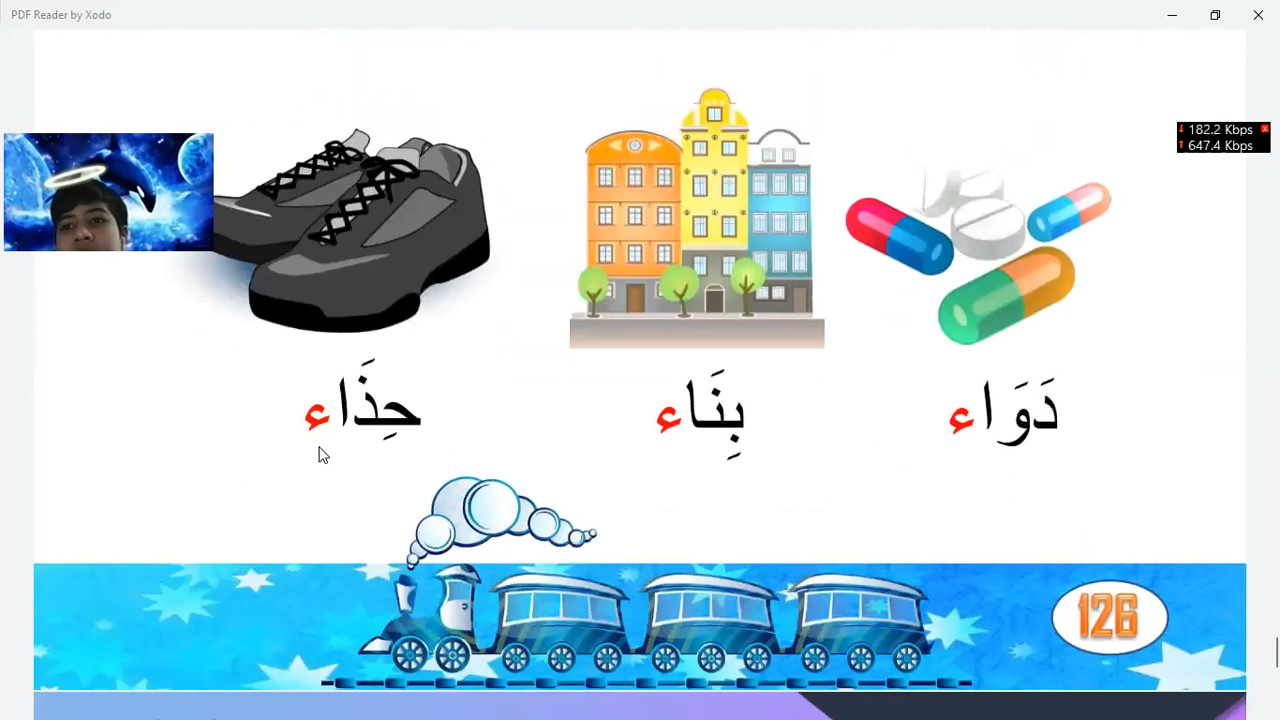 PDF Reader by Xodo
182.2 Kbps
647.4 Kbps
دَوَاء بِنَاء حِذَاء
126